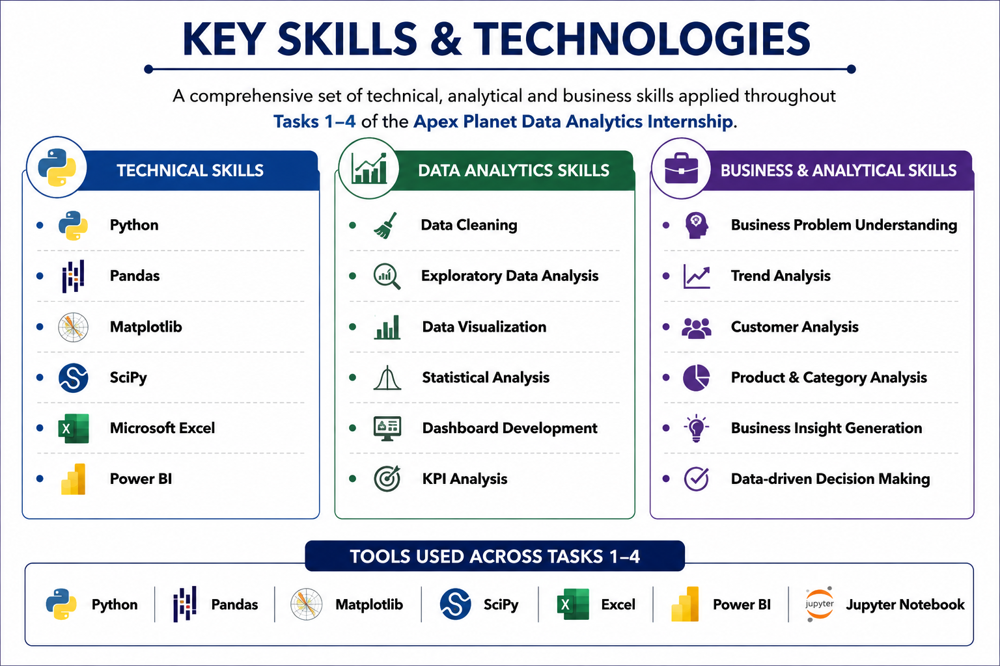 KEY SKILLS & TECHNOLOGIES
A comprehensive set of technical, analytical and business skills applied throughout
Tasks 1–4 of the Apex Planet Data Analytics Internship.
TECHNICAL SKILLS
Python
Pandas
Matplotlib
SciPy
X
Microsoft Excel
Power BI
DATA ANALYTICS SKILLS
Data Cleaning
Exploratory Data Analysis
Data Visualization
Statistical Analysis
Dashboard Development
KPI Analysis
BUSINESS & ANALYTICAL SKILLS
Business Problem Understanding
Trend Analysis
Customer Analysis
Product & Category Analysis
Business Insight Generation
Data-driven Decision Making
TOOLS USED ACROSS TASKS 1–4
Python
Pandas
Matplotlib
SciPy
X
Excel
Power BI
jupyter
Jupyter Notebook